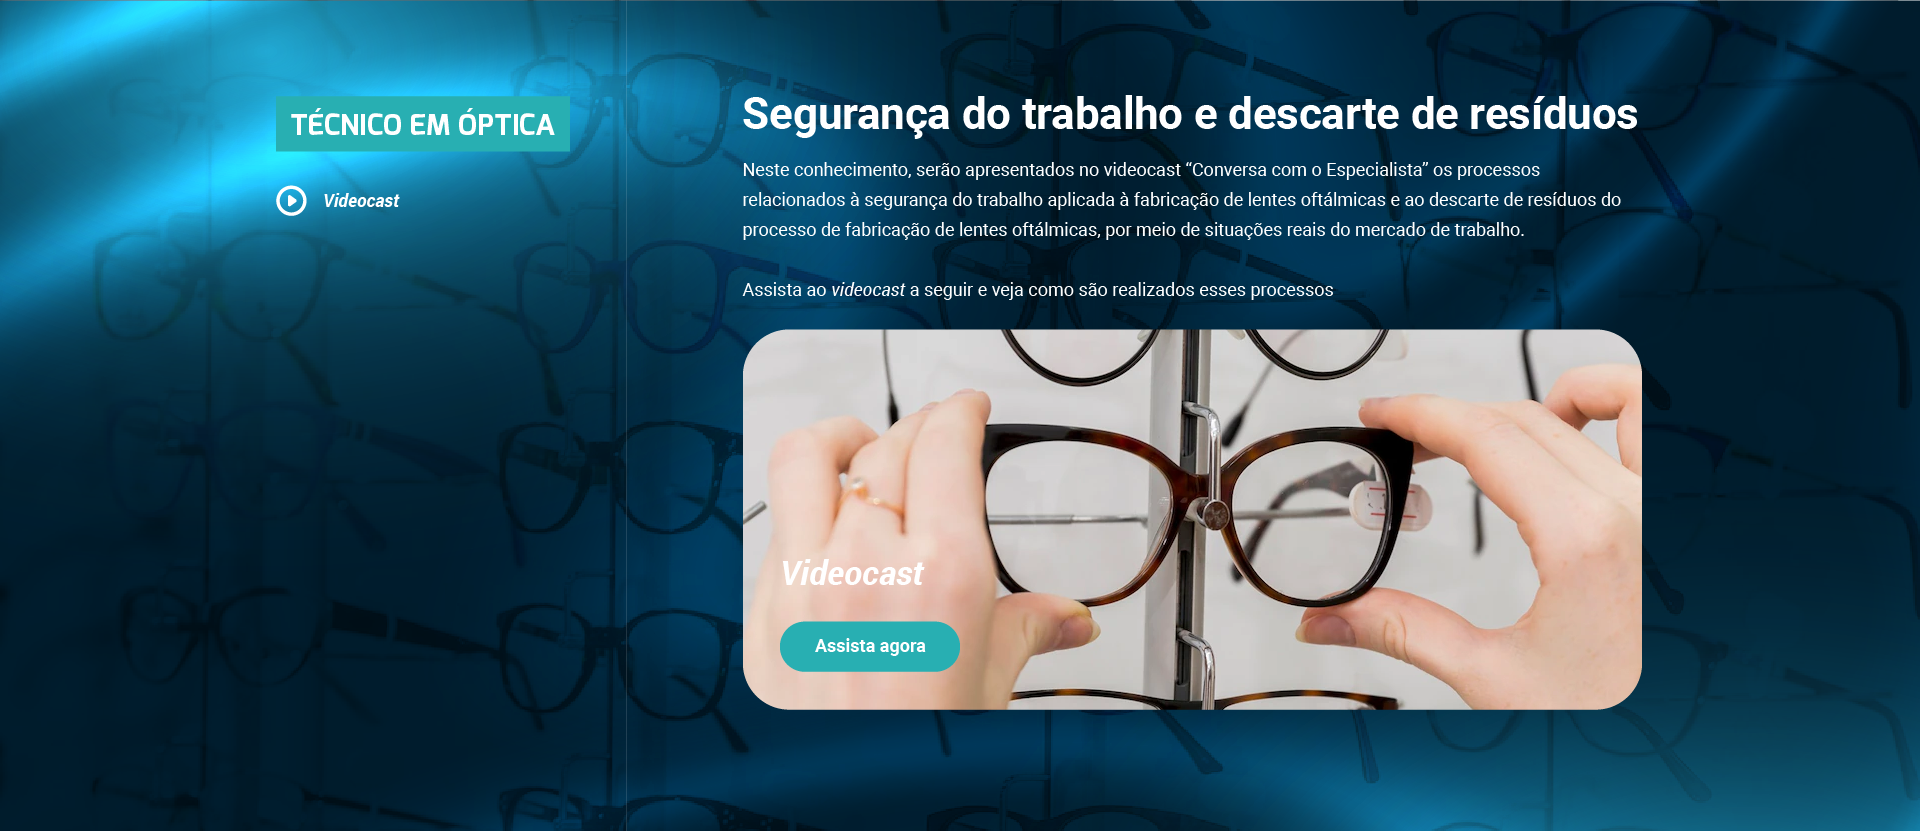 TÉCNICO EM ÓPTICA
Videocast
Segurança do trabalho e descarte de resíduos
Neste conhecimento, serão apresentados no videocast “Conversa com o Especialista” os processos
relacionados à segurança do trabalho aplicada à fabricação de lentes oftálmicas e ao descarte de resíduos do
processo de fabricação de lentes oftálmicas, por meio de situações reais do mercado de trabalho.
Assista ao videocast a seguir e veja como são realizados esses processos
Videocast
Assista agora